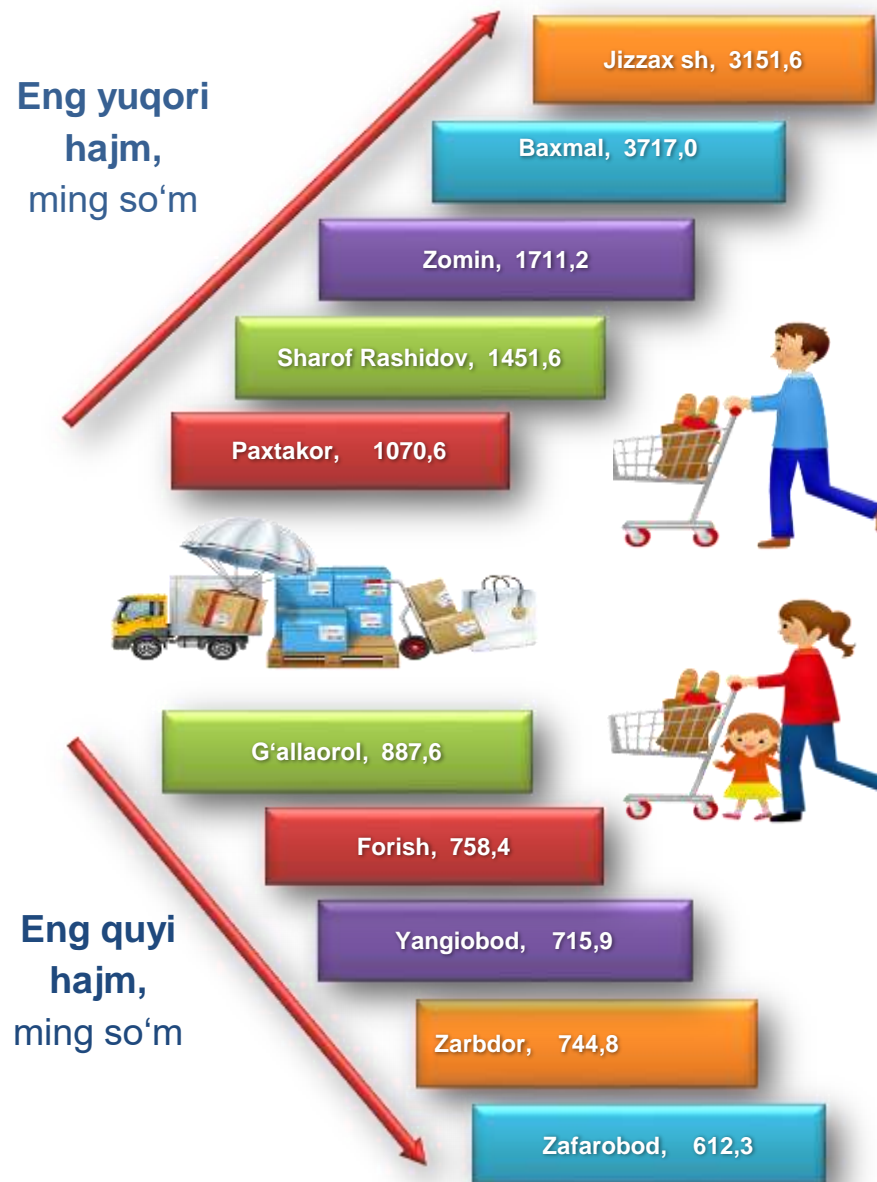 Jizzax sh, 3151,6
Eng yuqori
hajm,
ming so‘m
Baxmal, 3717,0
Zomin, 1711,2
Sharof Rashidov, 1451,6
Paxtakor, 1070,6
G‘allaorol, 887,6
Forish, 758,4
Eng quyi
hajm,
ming so‘m
Yangiobod, 715,9
Zarbdor, 744,8
Zafarobod, 612,3